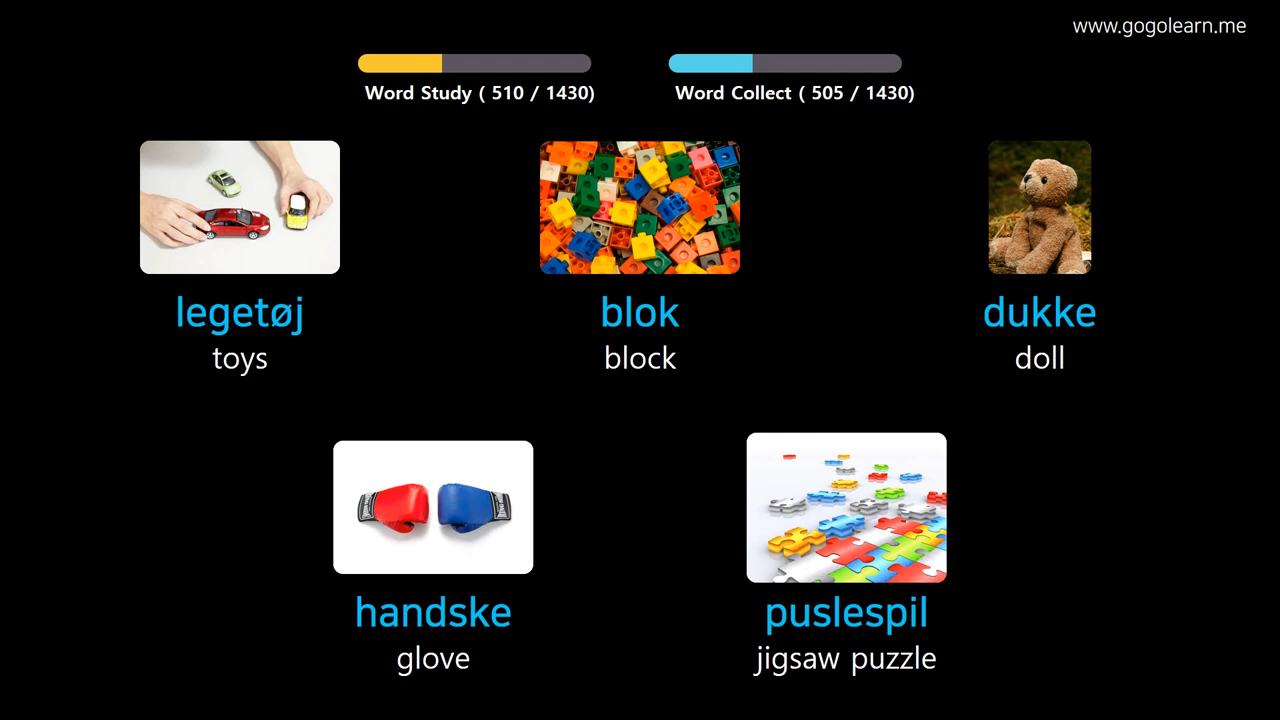 www.gogolearn.me
Word Study ( 510 / 1430)
Word Collect ( 505 / 1430)
legetøj
toys
blok
block
dukke
doll
handske
glove
puslespil
jigsaw puzzle